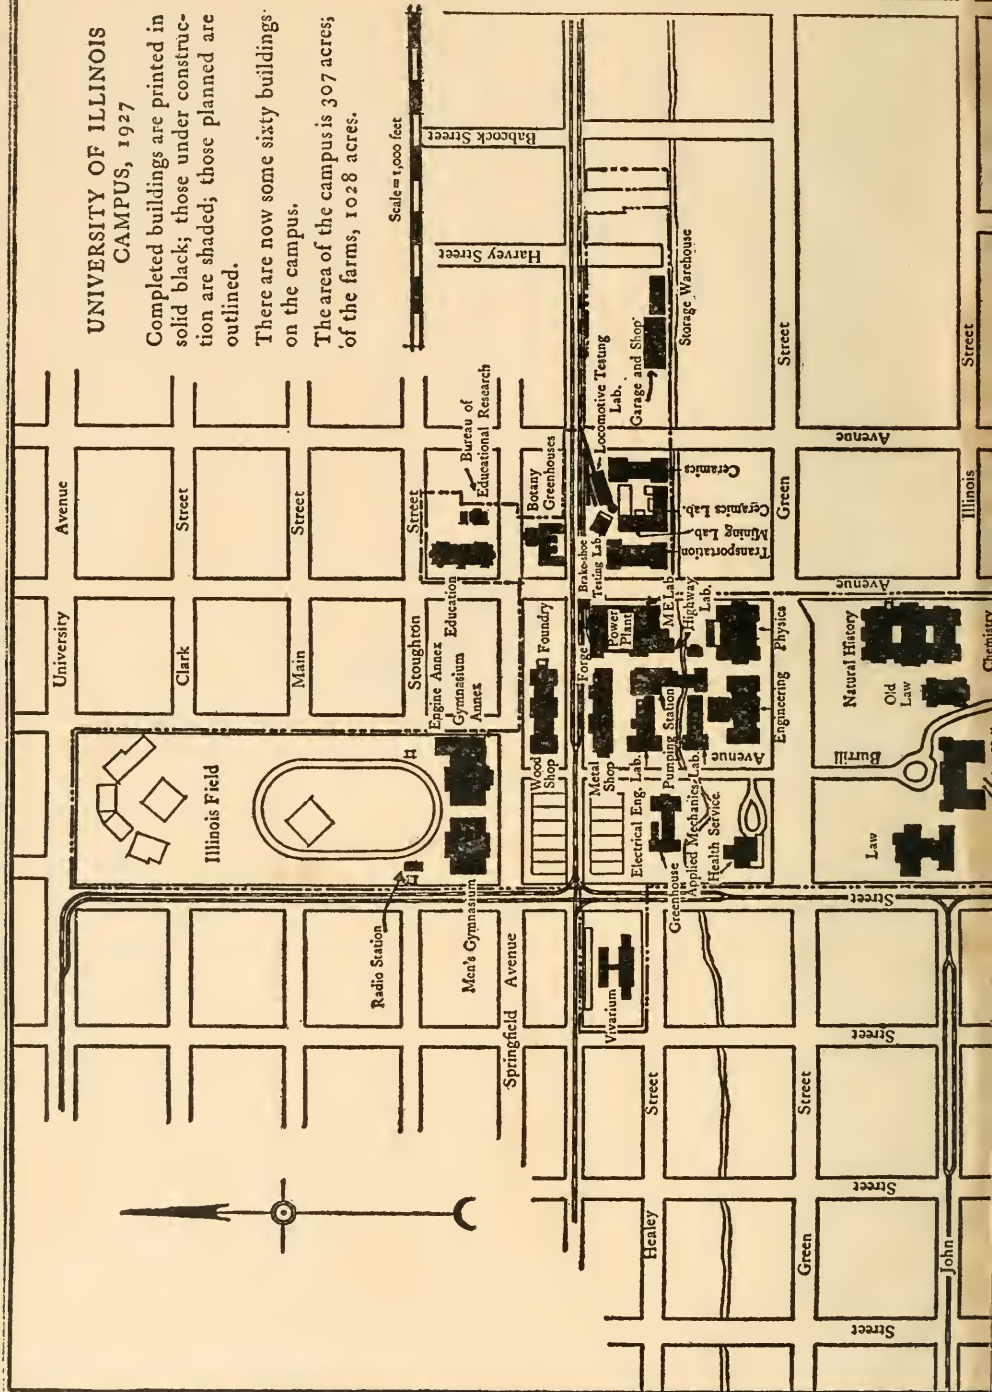 UNIVERSITY OF ILLINOIS
CAMPUS, 1927
Completed buildings are printed in
solid black; those under construc-
tion are shaded; those planned are
outlined.
There are now some sixty buildings
on the campus.
The area of the campus is 307 acres;
of the farms, 1028 acres.
Scale = 1,000 feet
University
Avenue
Clark
Street
Main
Street
Stoughton
Street
Illinois Field
Radio Station
Men's Gymnasium
Engine Annex
Gymnasium
Annex
Education
Bureau of
Educational Research
Botany
Greenhouses
Harvey Street
Babcock Street
Springfield
Avenue
Wood
Shop
Foundry
Forge
Metal
Shop
Power
Plant
Brake-shoe
Testing Lab.
Locomotive Testing
Lab.
Garage and Shop
Storage Warehouse
Vivarium
Greenhouse
Electrical Eng. Lab.
Pumping Station
M E Lab.
Highway
Lab.
Applied Mechanics Lab.
Health Service
Transportation
Mining Lab
Ceramics Lab.
Ceramics
Engineering
Physics
Healey
Street
Green
Street
Green
Street
Avenue
Avenue
Avenue
Burrill
Natural History
Old
Law
Law
Chemistry
Street
Street
Street
Street
John
Illinois
Street